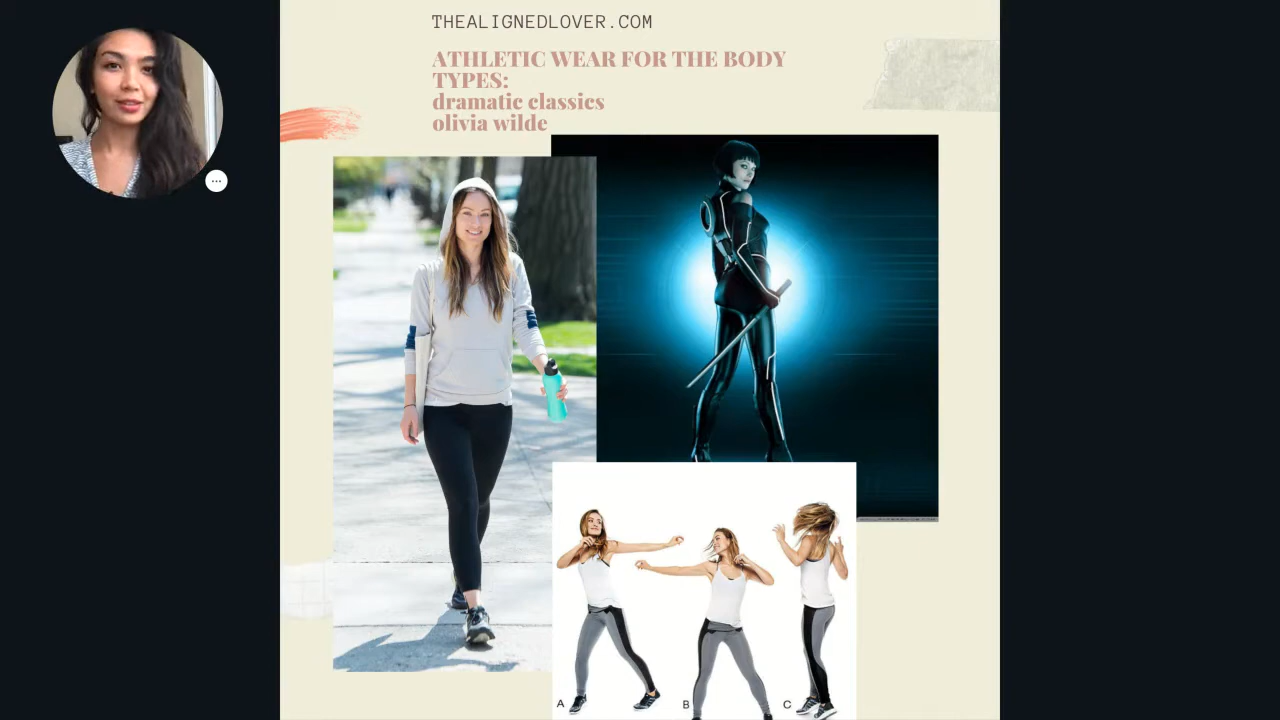 THEALIGNEDLOVER.COM
ATHLETIC WEAR FOR THE BODY
TYPES:
dramatic classics
olivia wilde
A
B
C